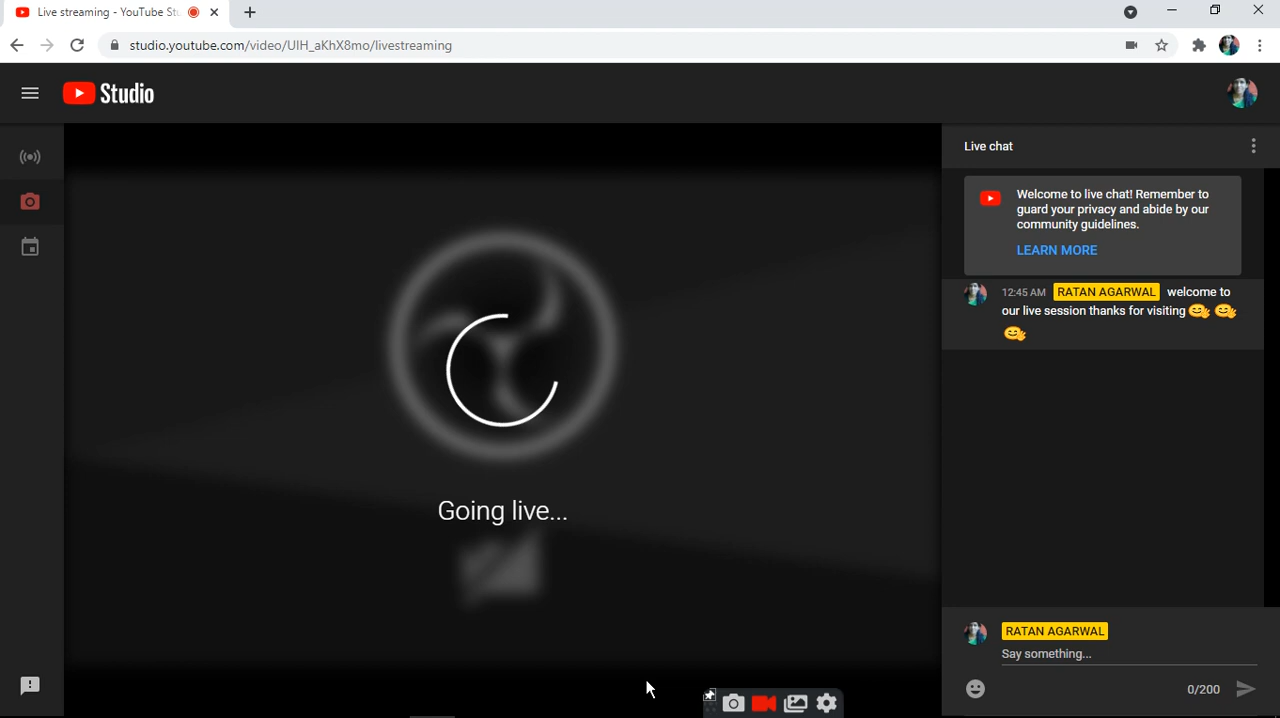 Live streaming - YouTube Stu
studio.youtube.com/video/UIH_aKhX8mo/livestreaming
Studio
Live chat
Welcome to live chat! Remember to
guard your privacy and abide by our
community guidelines.
LEARN MORE
12:45 AM RATAN AGARWAL welcome to
our live session thanks for visiting
Going live...
RATAN AGARWAL
Say something...
0/200